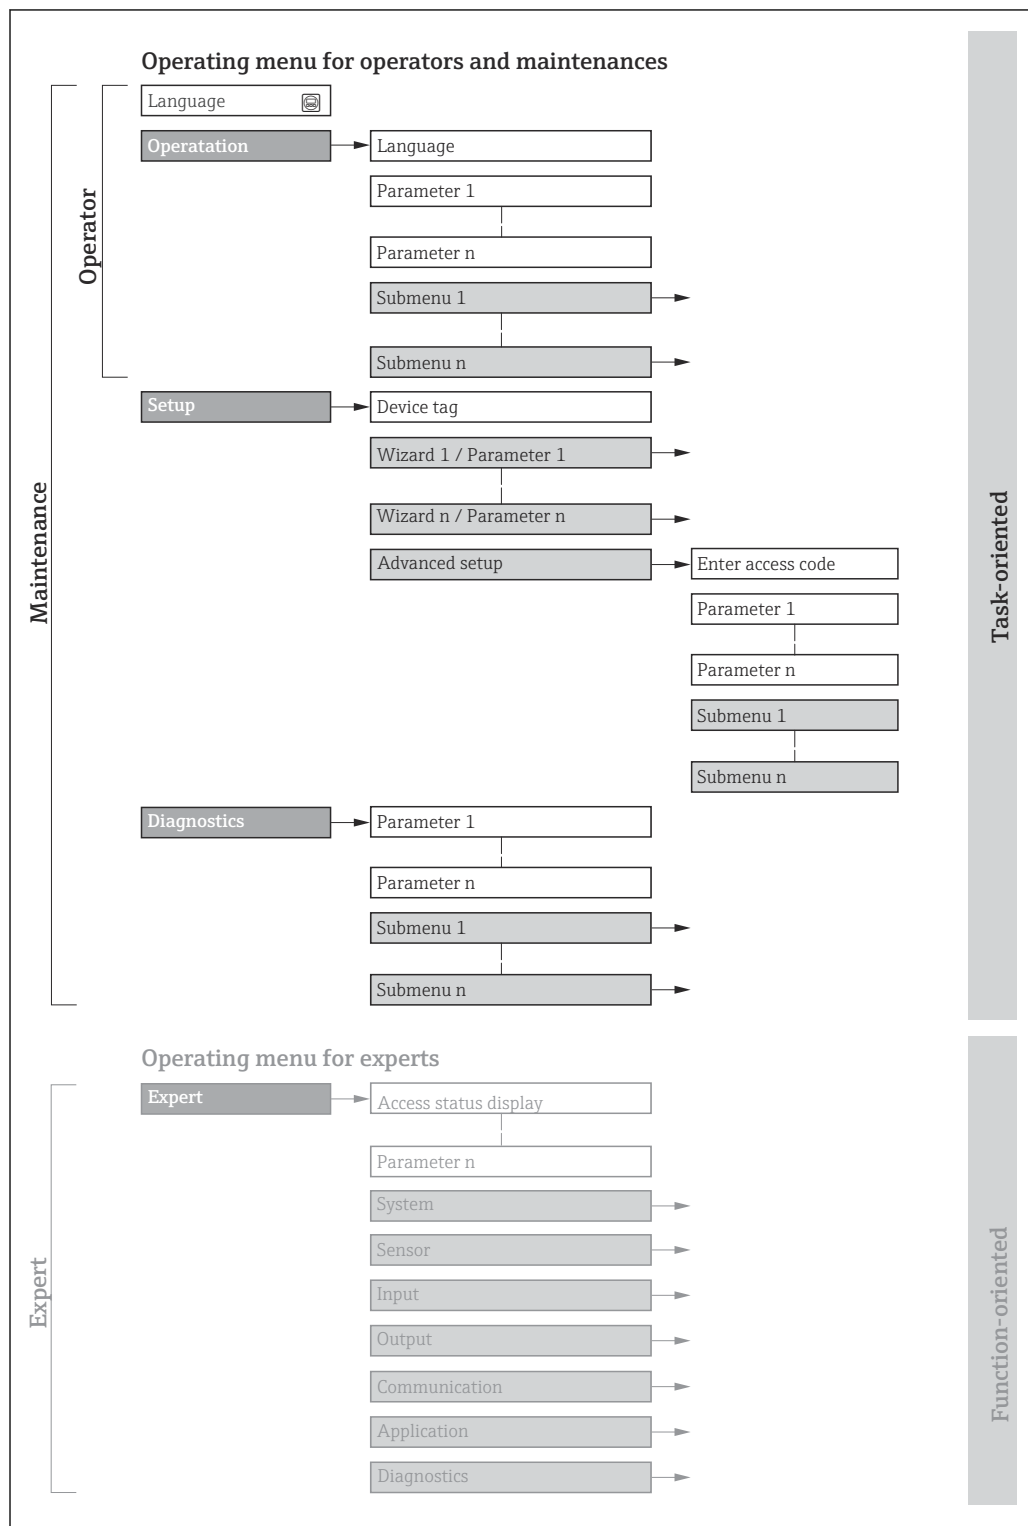 Operating menu for operators and maintenances
Language
Operatation
Language
Parameter 1
Parameter n
Submenu 1
Submenu n
Operator
Setup
Device tag
Wizard 1 / Parameter 1
Wizard n / Parameter n
Advanced setup
Enter access code
Parameter 1
Parameter n
Submenu 1
Submenu n
Maintenance
Task-oriented
Diagnostics
Parameter 1
Parameter n
Submenu 1
Submenu n
Operating menu for experts
Expert
Access status display
Parameter n
System
Sensor
Input
Output
Communication
Application
Diagnostics
Expert
Function-oriented